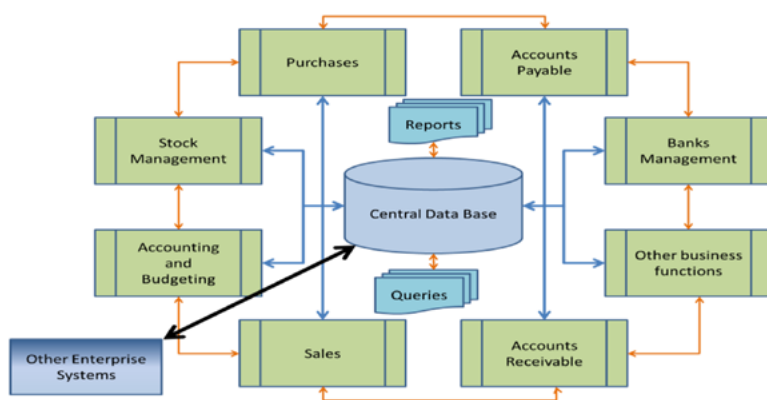 Purchases
Accounts
Payable
Reports
Stock
Management
Banks
Management
Central Data Base
Accounting
and
Budgeting
Other business
functions
Queries
Other Enterprise
Systems
Sales
Accounts
Receivable